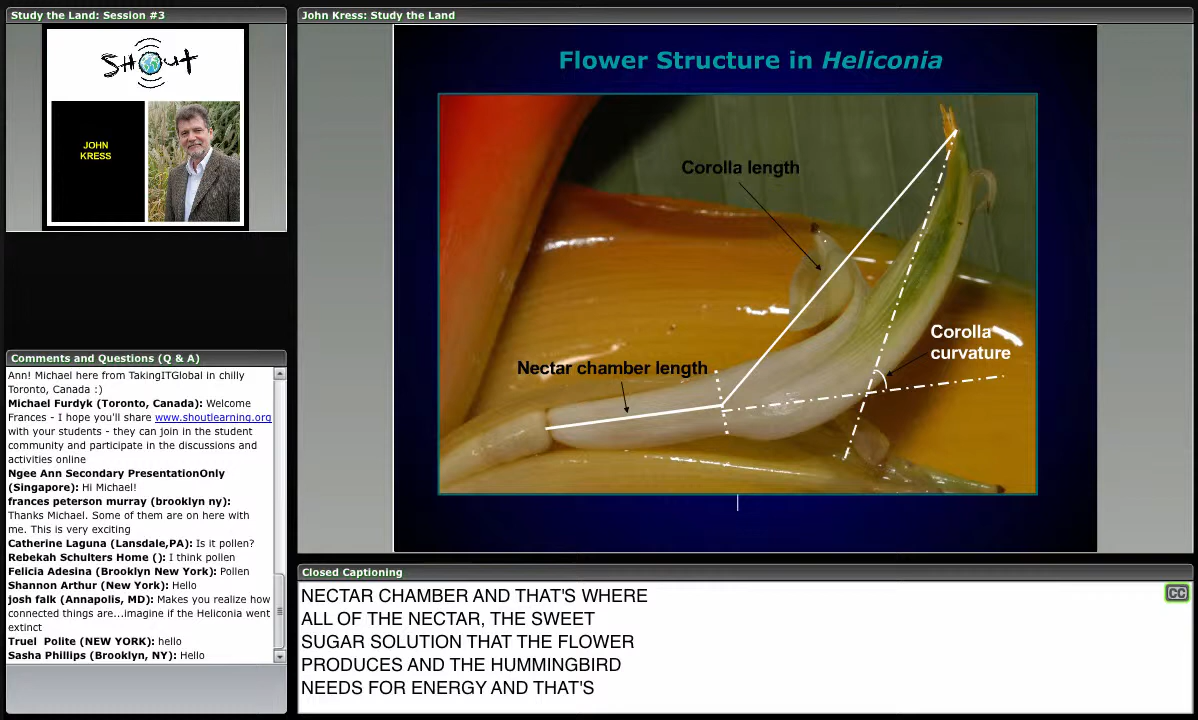 Study the Land: Session #3
SHOUT
JOHN
KRESS
Comments and Questions (Q & A)
Ann! Michael here from TakingITGlobal in chilly
Toronto, Canada :)
Michael Furdyk (Toronto, Canada): Welcome
Frances - I hope you'll share www.shoutlearning.org
with your students - they can join in the student
community and participate in the discussions and
activities online
Ngee Ann Secondary PresentationOnly
(Singapore): Hi Michael!
frances peterson murray (brooklyn ny):
Thanks Michael. Some of them are on here with
me. This is very exciting
Catherine Laguna (Lansdale,PA): Is it pollen?
Rebekah Schulters Home (): I think pollen
Felicia Adesina (Brooklyn New York): Pollen
Shannon Arthur (New York): Hello
josh falk (Annapolis, MD): Makes you realize how
connected things are...imagine if the Heliconia went
extinct
Truel Polite (NEW YORK): hello
Sasha Phillips (Brooklyn, NY): Hello
John Kress: Study the Land
Flower Structure in Heliconia
Corolla length
Corolla
curvature
Nectar chamber length
Closed Captioning
CC
NECTAR CHAMBER AND THAT'S WHERE
ALL OF THE NECTAR, THE SWEET
SUGAR SOLUTION THAT THE FLOWER
PRODUCES AND THE HUMMINGBIRD
NEEDS FOR ENERGY AND THAT'S